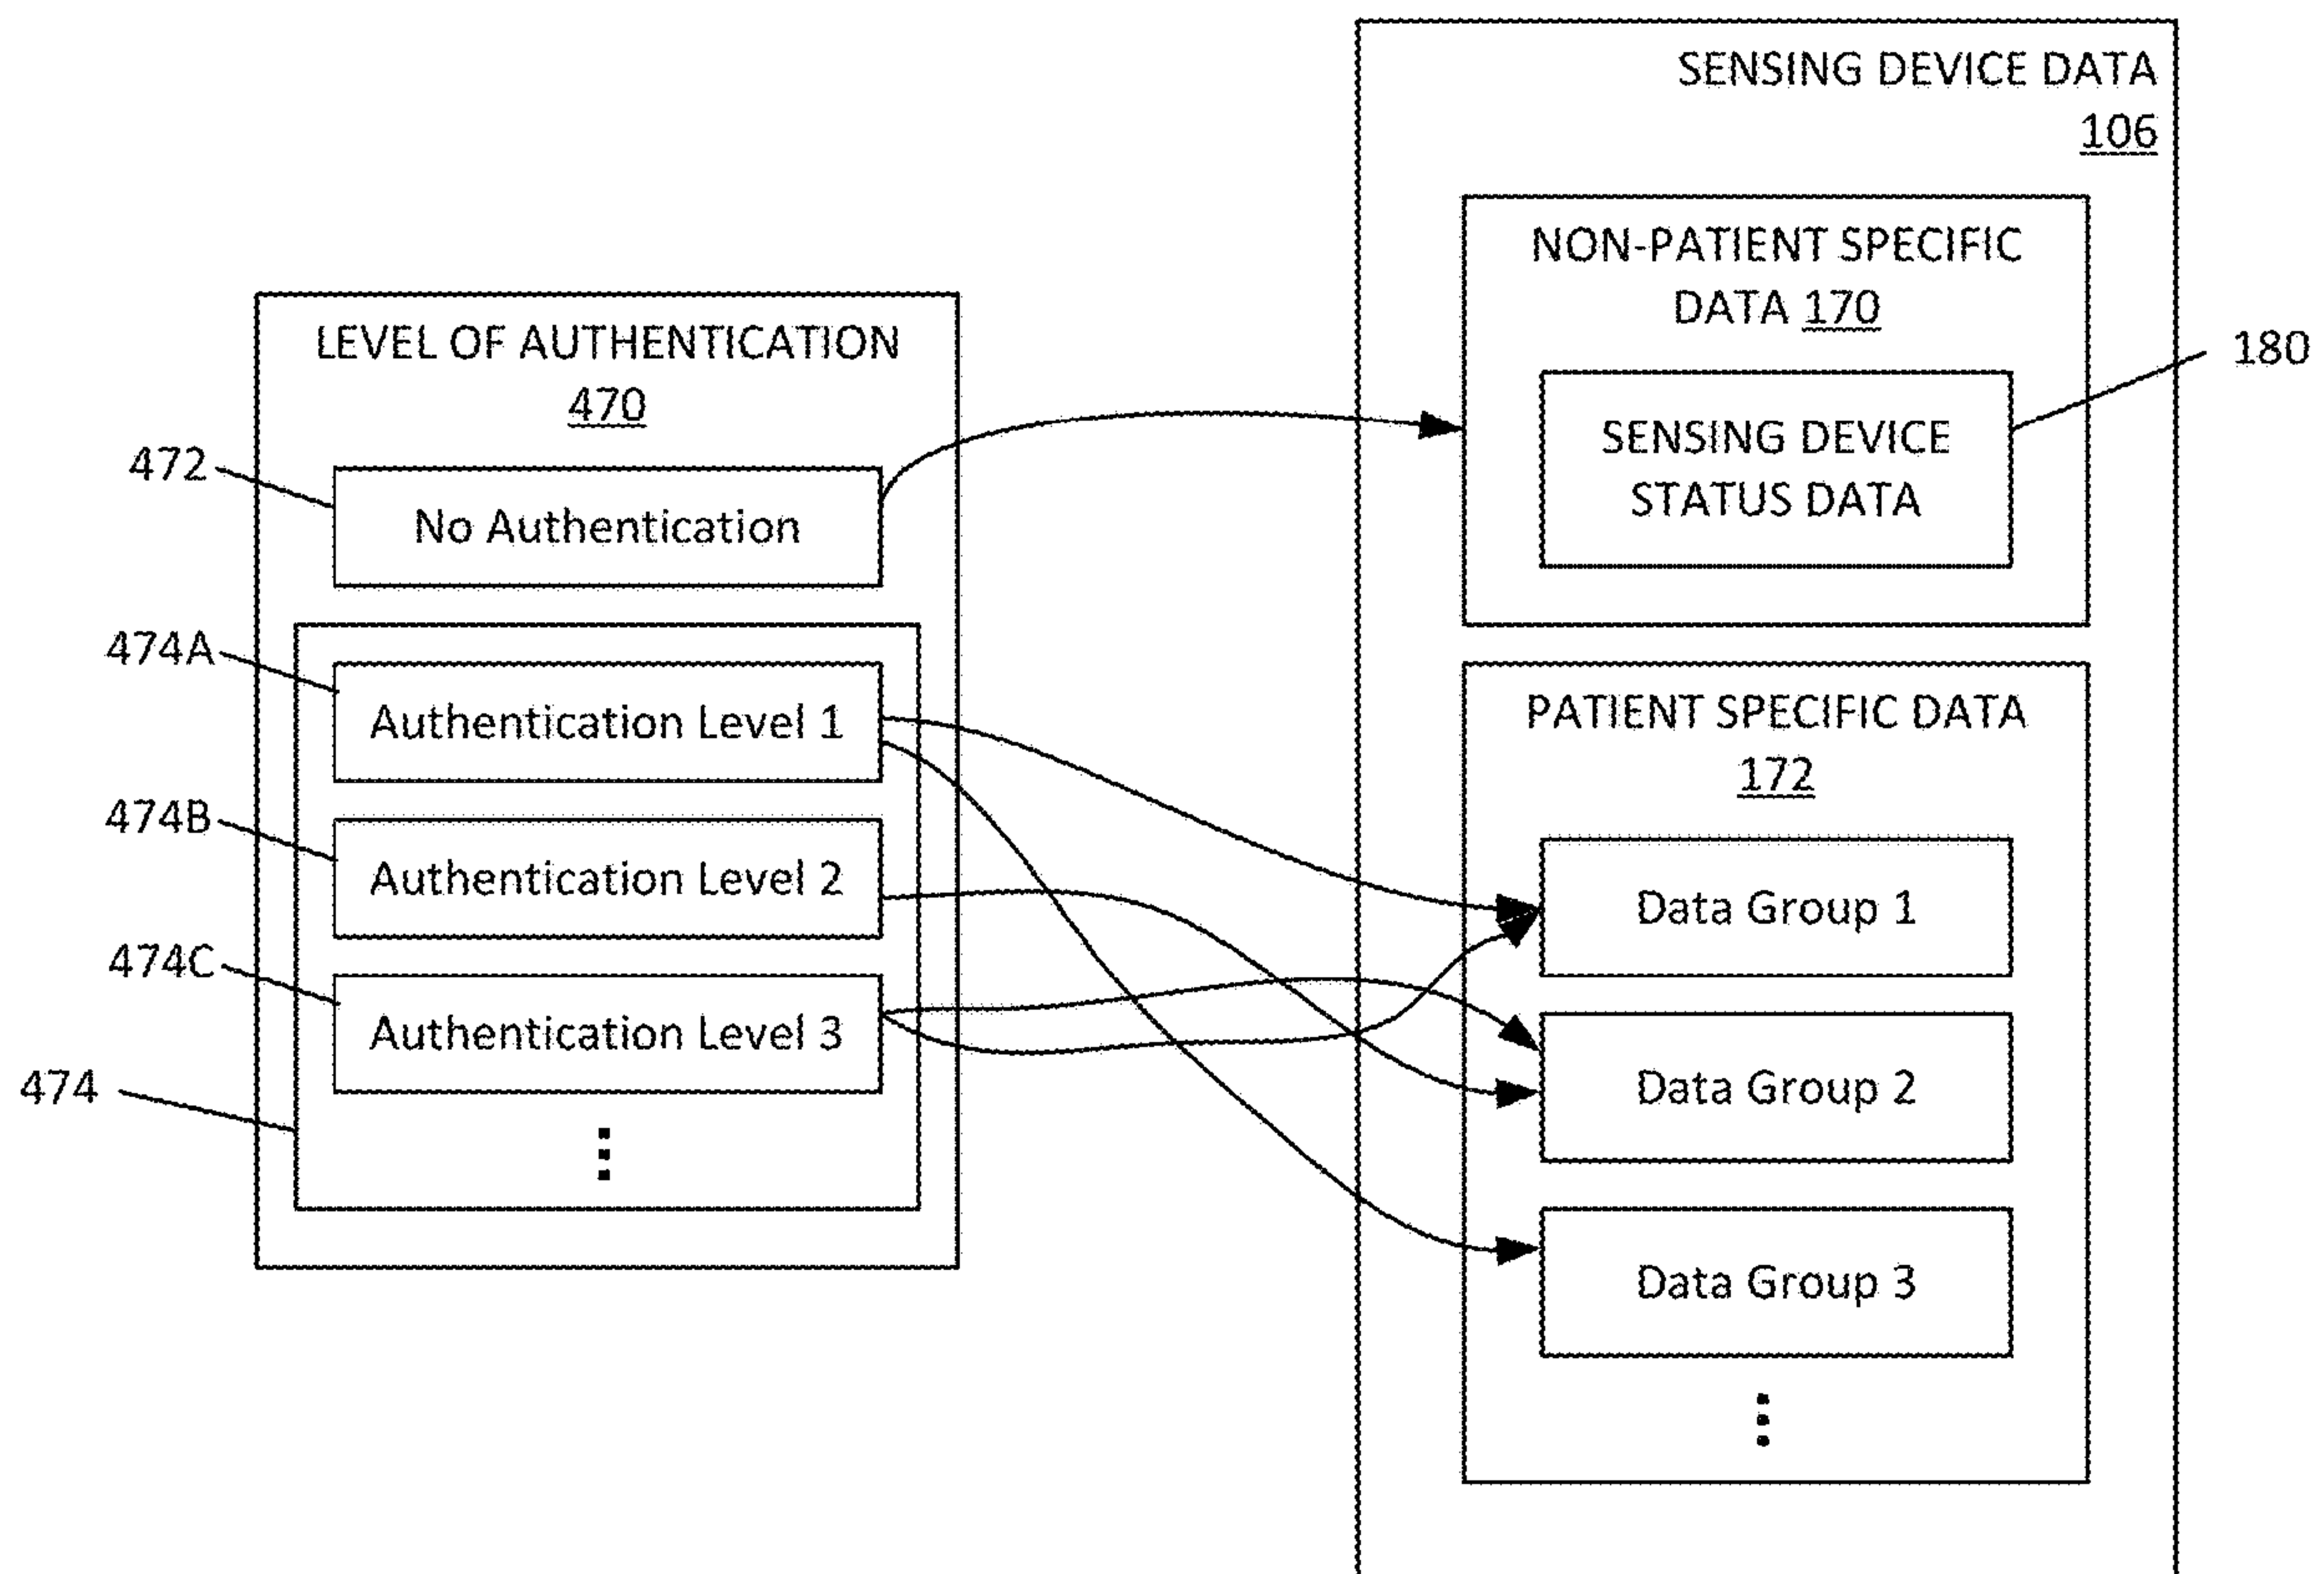 SENSING DEVICE DATA
106
NON-PATIENT SPECIFIC
DATA 170
180
SENSING DEVICE
STATUS DATA
LEVEL OF AUTHENTICATION
470
472
No Authentication
474A
Authentication Level 1
474B
Authentication Level 2
474C
Authentication Level 3
474
PATIENT SPECIFIC DATA
172
Data Group 1
Data Group 2
Data Group 3